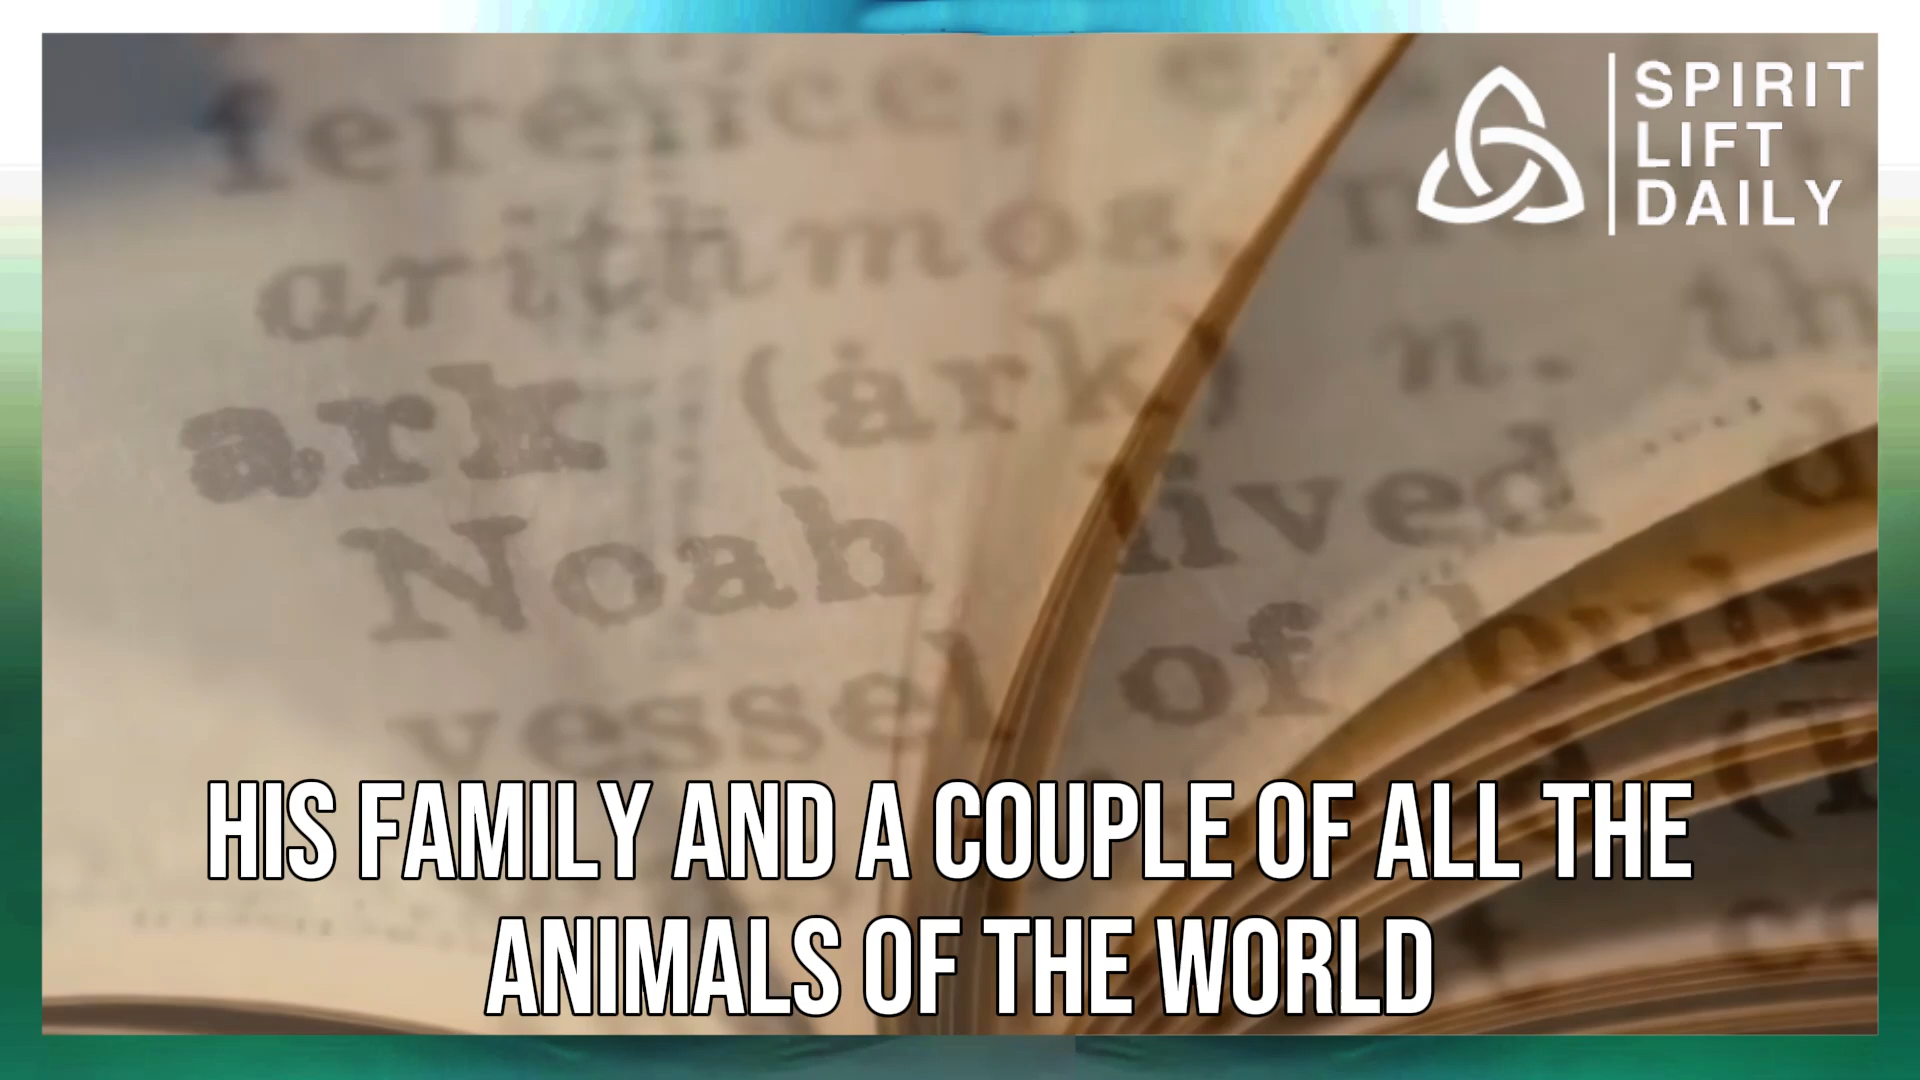 SPIRIT
LIFT
DAILY
ference,
arithmos,
ark (ärk) n. th
Noah lived
vessel of
HIS FAMILY AND A COUPLE OF ALL THE
ANIMALS OF THE WORLD